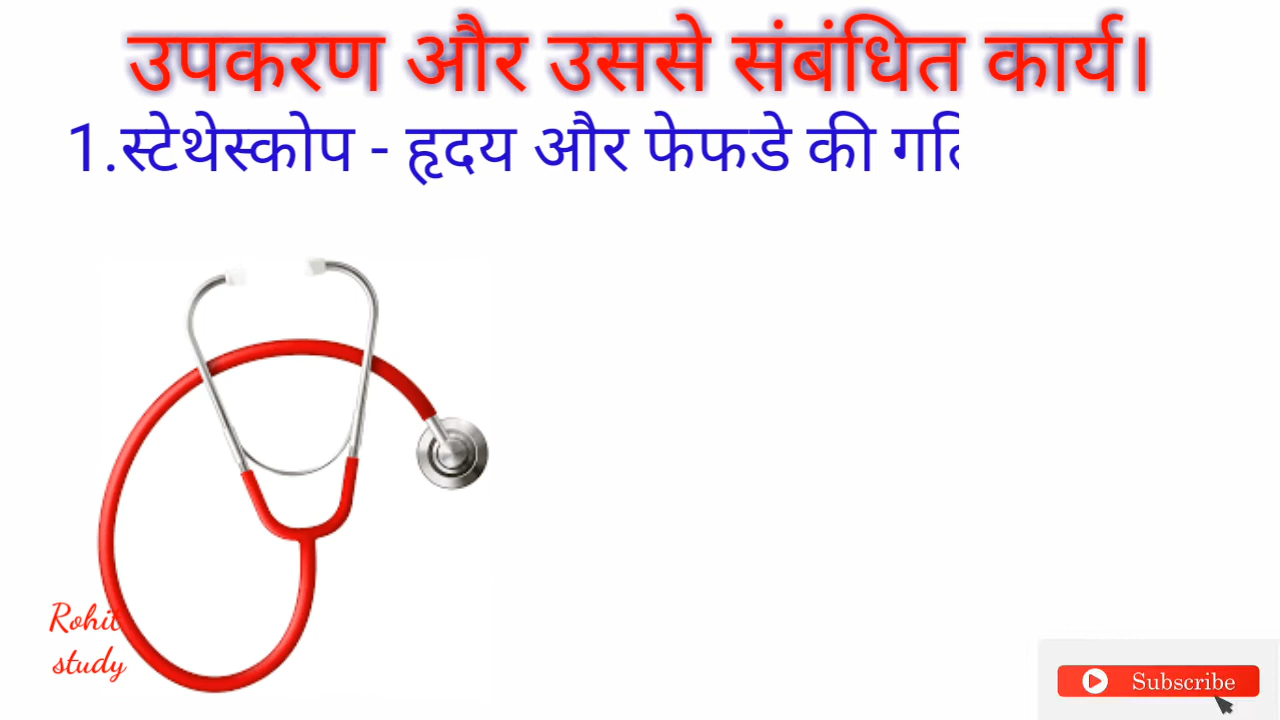 उपकरण और उससे संबंधित कार्य।
1.स्टेथेस्कोप - हृदय और फेफडे की
Rohit
study
Subscribe